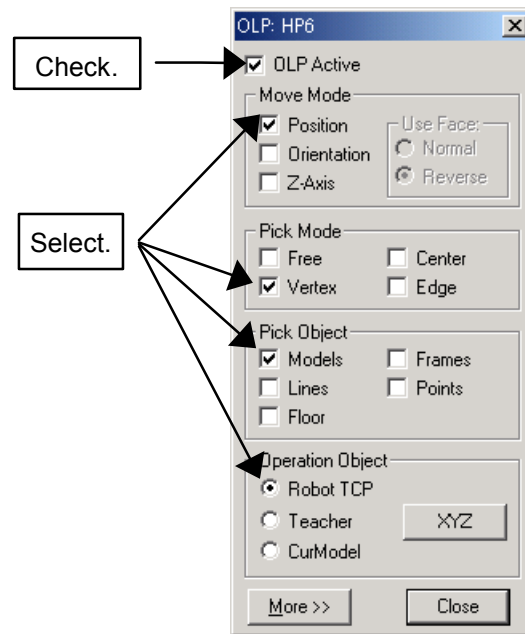 OLP: HP6
Check.
OLP Active
Move Mode
Position
Orientation
Z-Axis
Use Face:
Normal
Reverse
Select.
Pick Mode
Free
Center
Vertex
Edge
Pick Object
Models
Frames
Lines
Points
Floor
Operation Object
Robot TCP
Teacher
XYZ
CurModel
More >>
Close